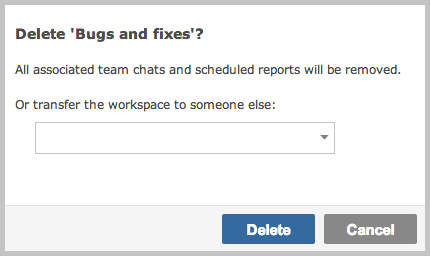 Delete 'Bugs and fixes'?
All associated team chats and scheduled reports will be removed.
Or transfer the workspace to someone else:
Delete Cancel